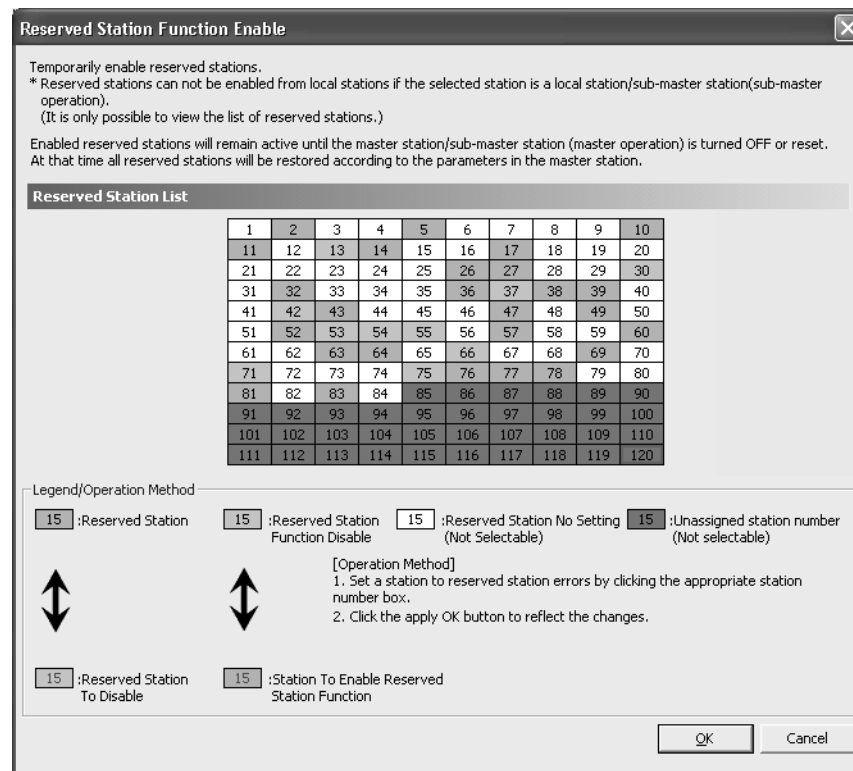 Reserved Station Function Enable
Temporarily enable reserved stations.
* Reserved stations can not be enabled from local stations if the selected station is a local station/sub-master station(sub-master
operation).
(It is only possible to view the list of reserved stations.)
Enabled reserved stations will remain active until the master station/sub-master station (master operation) is turned OFF or reset.
At that time all reserved stations will be restored according to the parameters in the master station.
Reserved Station List
1 2 3 4 5 6 7 8 9 10
11 12 13 14 15 16 17 18 19 20
21 22 23 24 25 26 27 28 29 30
31 32 33 34 35 36 37 38 39 40
41 42 43 44 45 46 47 48 49 50
51 52 53 54 55 56 57 58 59 60
61 62 63 64 65 66 67 68 69 70
71 72 73 74 75 76 77 78 79 80
81 82 83 84 85 86 87 88 89 90
91 92 93 94 95 96 97 98 99 100
101 102 103 104 105 106 107 108 109 110
111 112 113 114 115 116 117 118 119 120
Legend/Operation Method
15 :Reserved Station
15 :Reserved Station
Function Disable
15 :Reserved Station No Setting
(Not Selectable)
15 :Unassigned station number
(Not selectable)
[Operation Method]
1. Set a station to reserved station errors by clicking the appropriate station
number box.
2. Click the apply OK button to reflect the changes.
15 :Reserved Station
To Disable
15 :Station To Enable Reserved
Station Function
OK
Cancel